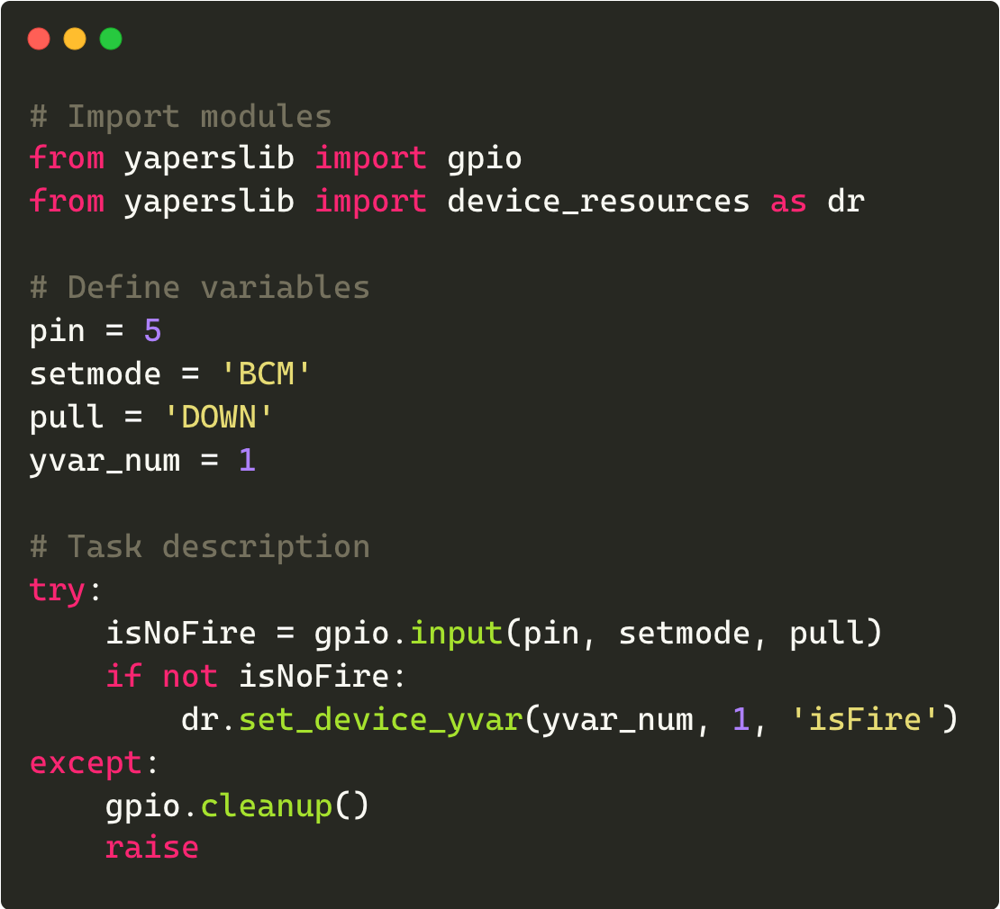 # Import modules
from yaperslib import gpio
from yaperslib import device_resources as dr

# Define variables
pin = 5
setmode = 'BCM'
pull = 'DOWN'
yvar_num = 1

# Task description
try:
    isNoFire = gpio.input(pin, setmode, pull)
    if not isNoFire:
        dr.set_device_yvar(yvar_num, 1, 'isFire')
except:
    gpio.cleanup()
    raise